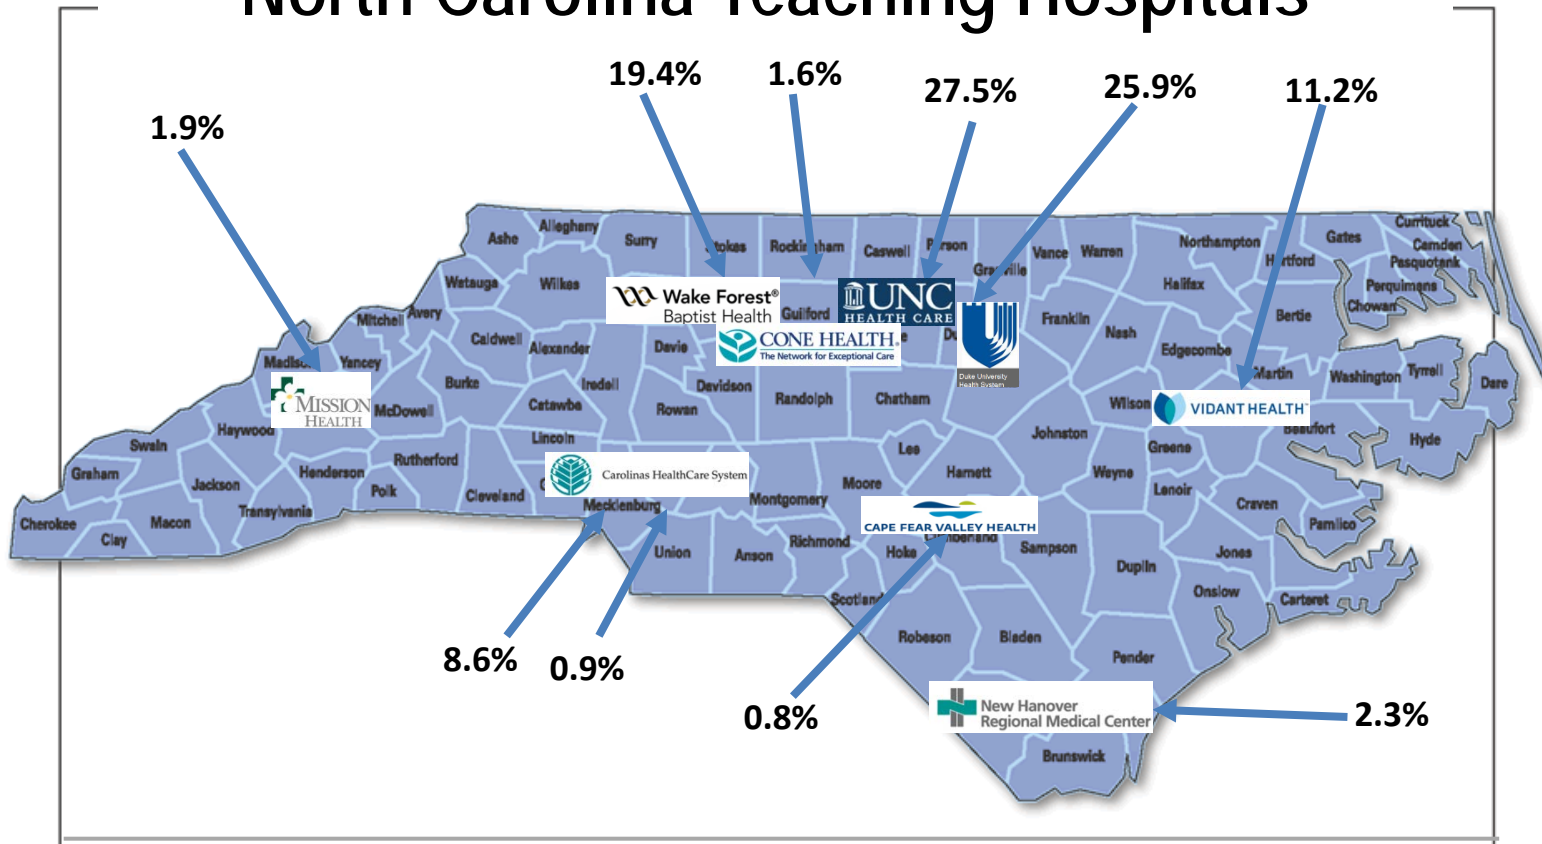 North Carolina Teaching Hospitals
19.4%
1.6%
27.5%
25.9%
11.2%
1.9%
Currituck
Alleghany
Ashe
Surry
Stokes
Rockingham
Caswell
Person
Vance
Warren
Northampton
Gates
Camden
Pasquotank
Hertford
Granville
Watauga
Wilkes
Halifax
Perquimans
Chowan
Wake Forest®
Baptist Health
Guilford
UNC
HEALTH CARE
Mitchell
Avery
Franklin
Bertie
Nash
CONE HEALTH®
The Network for Exceptional Care
Caldwell
Alexander
Davie
Edgecombe
Madison
Yancey
Duke University
Health System
Martin
Washington
Tyrrell
Dare
Burke
Iredell
Davidson
Randolph
Chatham
MISSION
HEALTH
McDowell
Catawba
Rowan
Wilson
VIDANT HEALTH™
Beaufort
Hyde
Haywood
Swain
Lincoln
Johnston
Greene
Lee
Graham
Jackson
Henderson
Rutherford
Polk
Cleveland
Carolinas HealthCare System
Montgomery
Moore
Harnett
Wayne
Lenoir
Craven
Pamlico
Cherokee
Macon
Transylvania
Clay
Mecklenburg
CAPE FEAR VALLEY HEALTH
Cumberland
Union
Anson
Richmond
Hoke
Sampson
Duplin
Jones
Onslow
Carteret
Scotland
Robeson
Bladen
Pender
8.6%
0.9%
0.8%
New Hanover
Regional Medical Center
2.3%
Brunswick